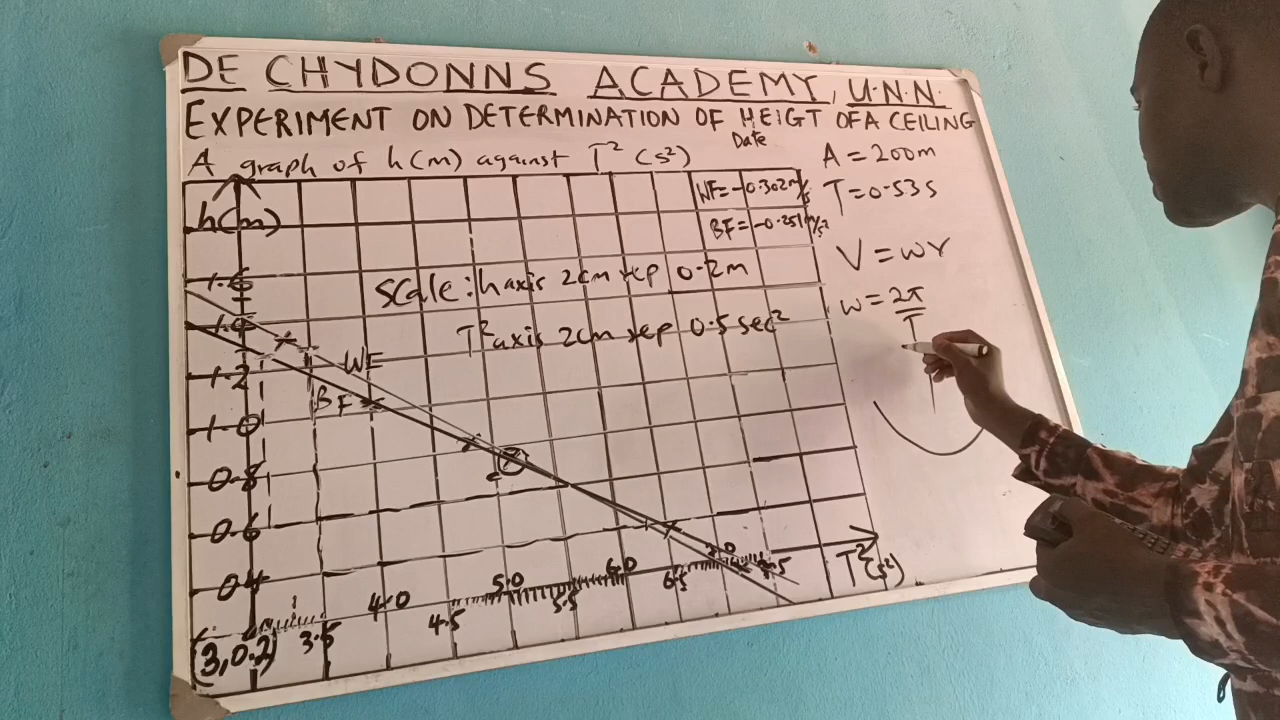 DE CHYDONNS ACADEMY, U.N.N.
EXPERIMENT ON DETERMINATION OF HEIGT OF A CEILING
Date
A graph of h(m) against T² (s²)
h(m)
WF=-0.302m/s
BF=-0.251m/s²
Scale: h axis 2cm rep 0.2m
T² axis 2cm rep 0.5 sec²
1.6
1.2
1.0
0.8
0.6
0.4
WF
BF
(3,0.2)
3.5
4.0
4.5
5.0
5.5
6.0
6.5
7.0
7.5
T²(s²)
A = 200m
T=0.53s
V = wr
w = 2π
T